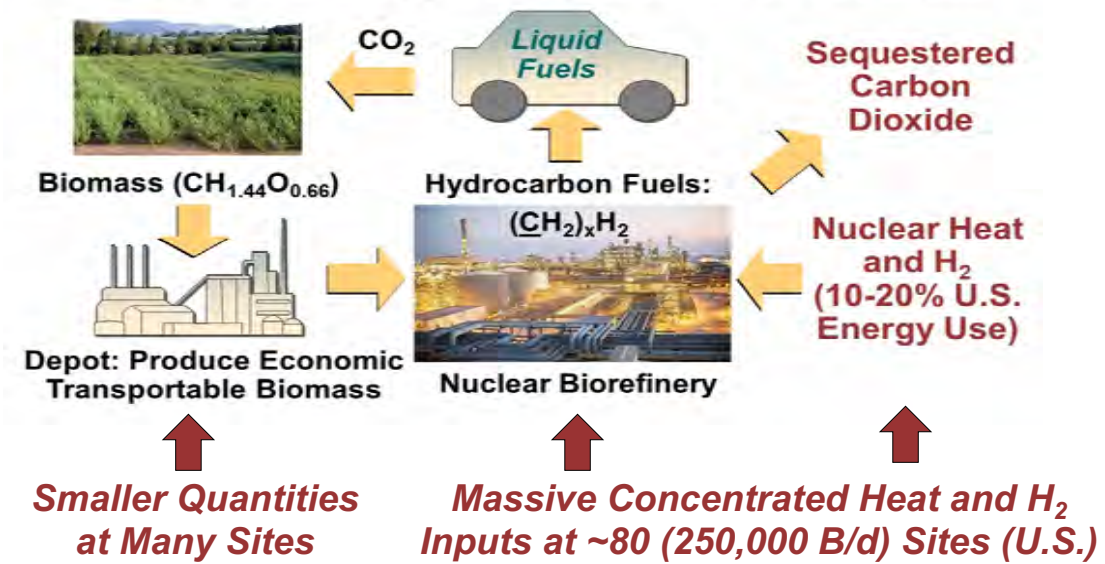 CO₂
Liquid
Fuels
Sequestered
Carbon
Dioxide
Biomass (CH₁.₄₄O₀.₆₆)
Hydrocarbon Fuels:
(CH₂)ₓH₂
Nuclear Heat
and H₂
(10-20% U.S.
Energy Use)
Depot: Produce Economic
Transportable Biomass
Nuclear Biorefinery
Smaller Quantities
at Many Sites
Massive Concentrated Heat and H₂
Inputs at ~80 (250,000 B/d) Sites (U.S.)